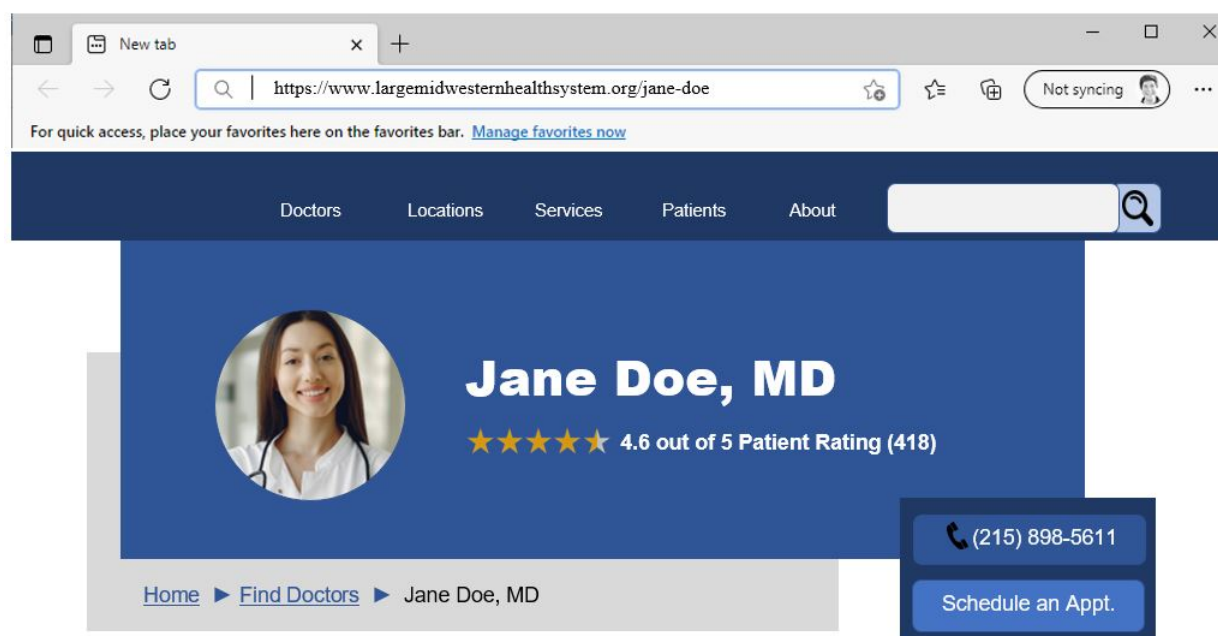 New tab
https://www.largemidwesternhealthsystem.org/jane-doe
Not syncing
For quick access, place your favorites here on the favorites bar. Manage favorites now
Doctors Locations Services Patients About
Jane Doe, MD
4.6 out of 5 Patient Rating (418)
(215) 898-5611
Home ▶ Find Doctors ▶ Jane Doe, MD
Schedule an Appt.